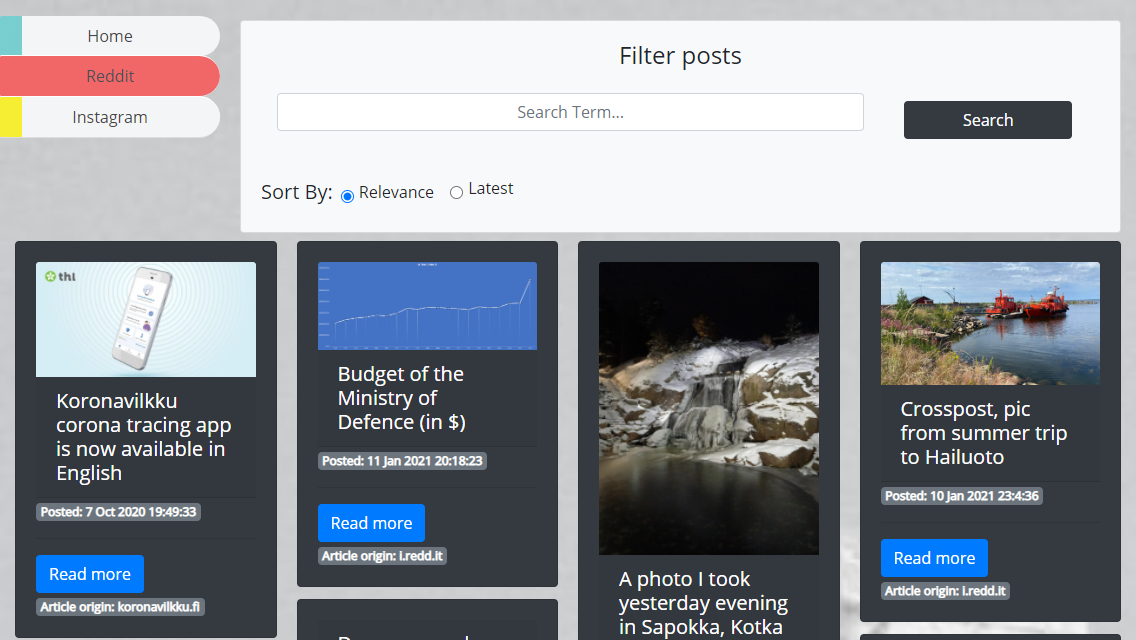 Home
Reddit
Instagram
Filter posts
Search Term...
Search
Sort By:
Relevance
Latest
thl
Koronavilkku
corona tracing app
is now available in
English
Posted: 7 Oct 2020 19:49:33
Read more
Article origin: koronavilkku.fi
Budget of the
Ministry of
Defence (in $)
Posted: 11 Jan 2021 20:18:23
Read more
Article origin: i.redd.it
A photo I took
yesterday evening
in Sapokka, Kotka
Crosspost, pic
from summer trip
to Hailuoto
Posted: 10 Jan 2021 23:4:36
Read more
Article origin: i.redd.it